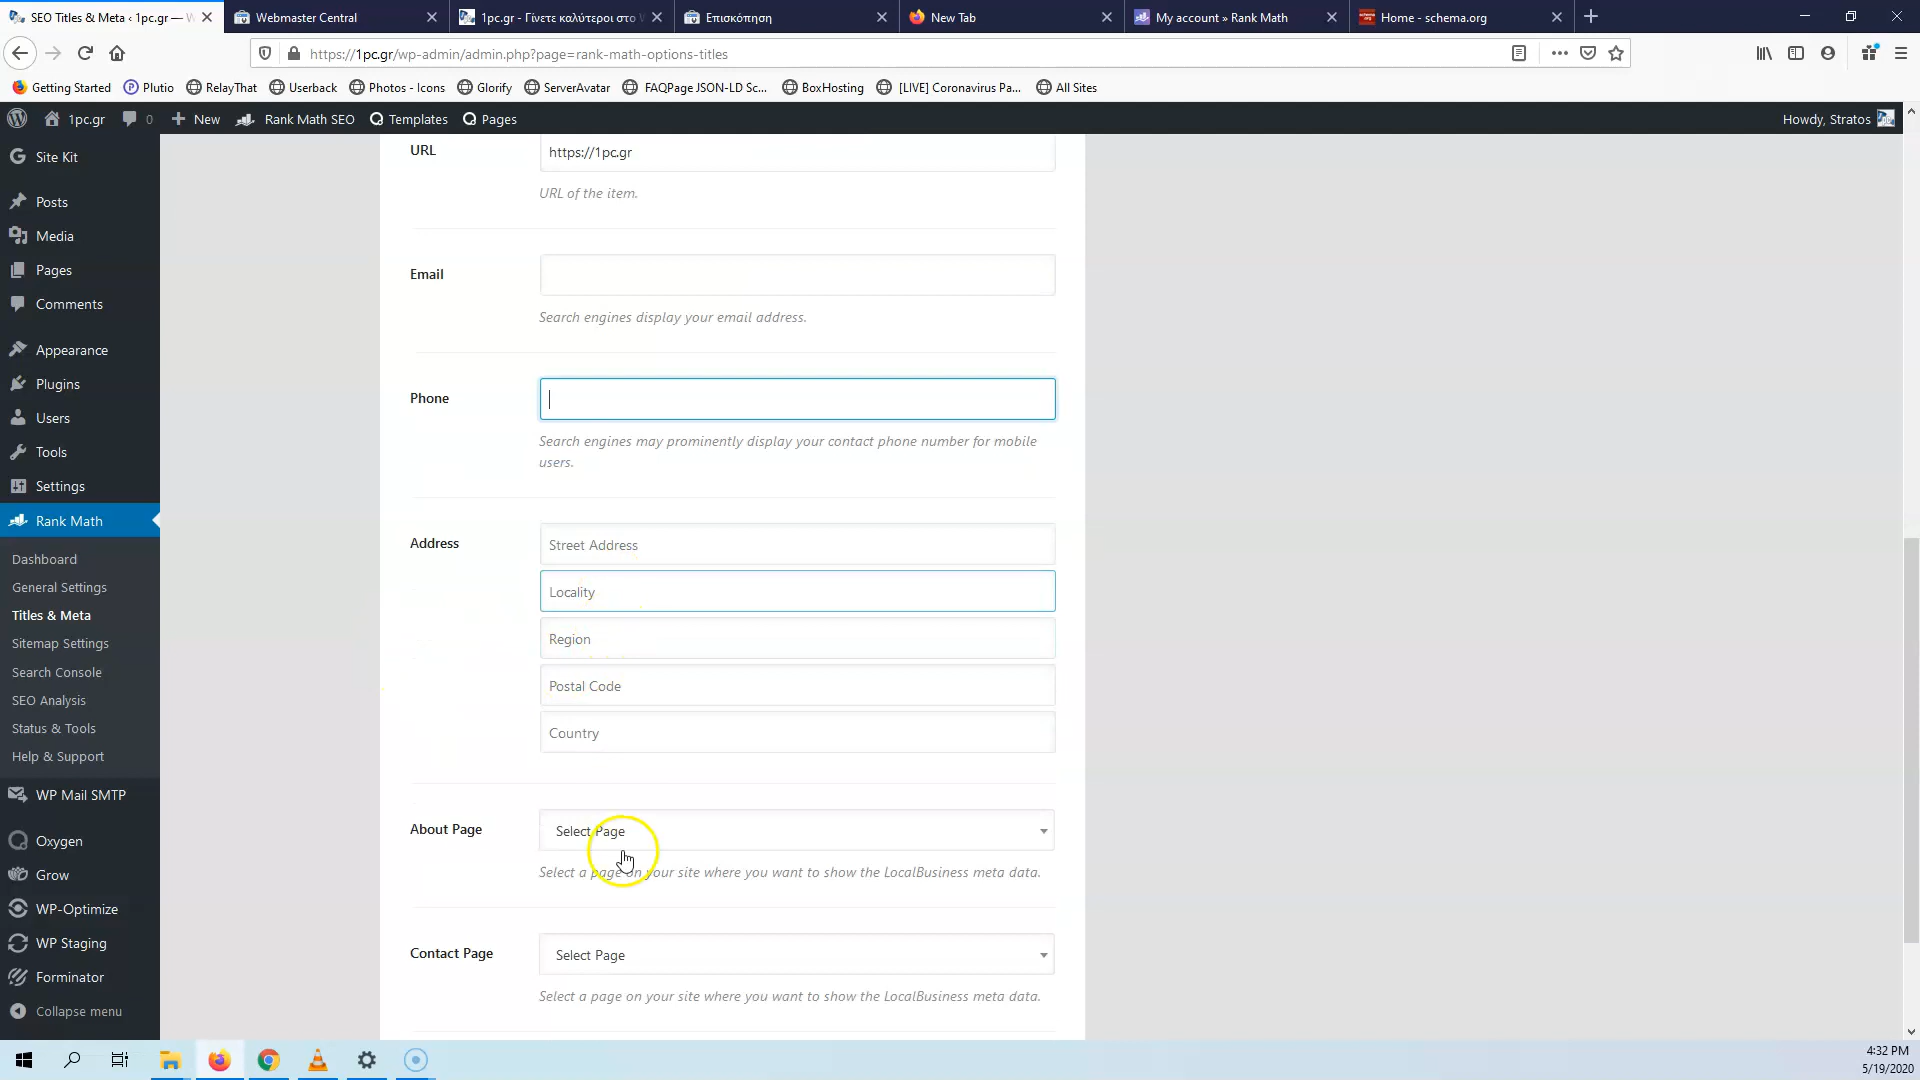 SEO Titles & Meta ‹ 1pc.gr —
Webmaster Central
1pc.gr - Γίνετε καλύτεροι στο
Επισκόπηση
New Tab
My account » Rank Math
Home - schema.org
https://1pc.gr/wp-admin/admin.php?page=rank-math-options-titles
Getting Started
Plutio
RelayThat
Userback
Photos - Icons
Glorify
ServerAvatar
FAQPage JSON-LD Sc...
BoxHosting
[LIVE] Coronavirus Pa...
All Sites
1pc.gr
0
New
Rank Math SEO
Templates
Pages
Howdy, Stratos
Site Kit
Posts
Media
Pages
Comments
Appearance
Plugins
Users
Tools
Settings
Rank Math
Dashboard
General Settings
Titles & Meta
Sitemap Settings
Search Console
SEO Analysis
Status & Tools
Help & Support
WP Mail SMTP
Oxygen
Grow
WP-Optimize
WP Staging
Forminator
Collapse menu
URL
https://1pc.gr
URL of the item.
Email
Search engines display your email address.
Phone
Search engines may prominently display your contact phone number for mobile
users.
Address
Street Address
Locality
Region
Postal Code
Country
About Page
Select Page
Select a page on your site where you want to show the LocalBusiness meta data.
Contact Page
Select Page
Select a page on your site where you want to show the LocalBusiness meta data.
4:32 PM
5/19/2020